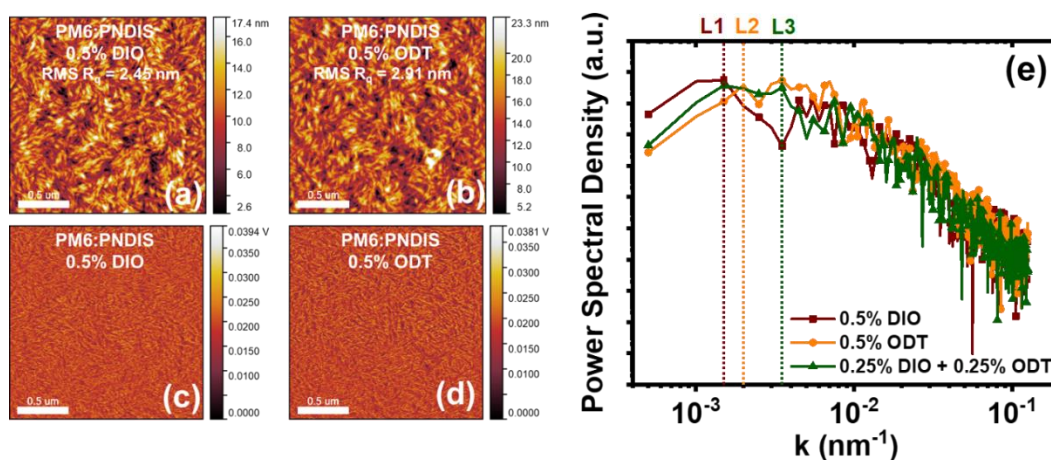 PM6:PNDIS
0.5% DIO
RMS Rq = 2.45 nm
0.5 um
(a)
17.4 nm
16.0
14.0
12.0
10.0
8.0
6.0
2.6
PM6:PNDIS
0.5% ODT
RMS Rq = 2.91 nm
0.5 um
(b)
23.3 nm
20.0
18.0
16.0
14.0
12.0
10.0
8.0
5.2
PM6:PNDIS
0.5% DIO
0.5 um
(c)
0.0394 V
0.0350
0.0300
0.0250
0.0200
0.0150
0.0100
0.0000
PM6:PNDIS
0.5% ODT
0.5 um
(d)
0.0381 V
0.0350
0.0300
0.0250
0.0200
0.0150
0.0100
0.0000
L1 L2 L3
(e)
Power Spectral Density (a.u.)
0.5% DIO
0.5% ODT
0.25% DIO + 0.25% ODT
10⁻³ 10⁻² 10⁻¹
k (nm⁻¹)